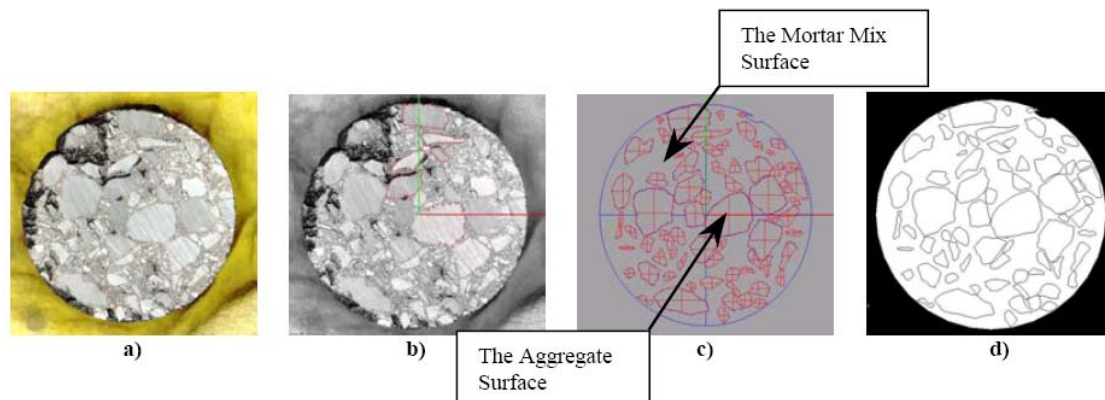 The Mortar Mix
Surface
a)
b)
c)
d)
The Aggregate
Surface